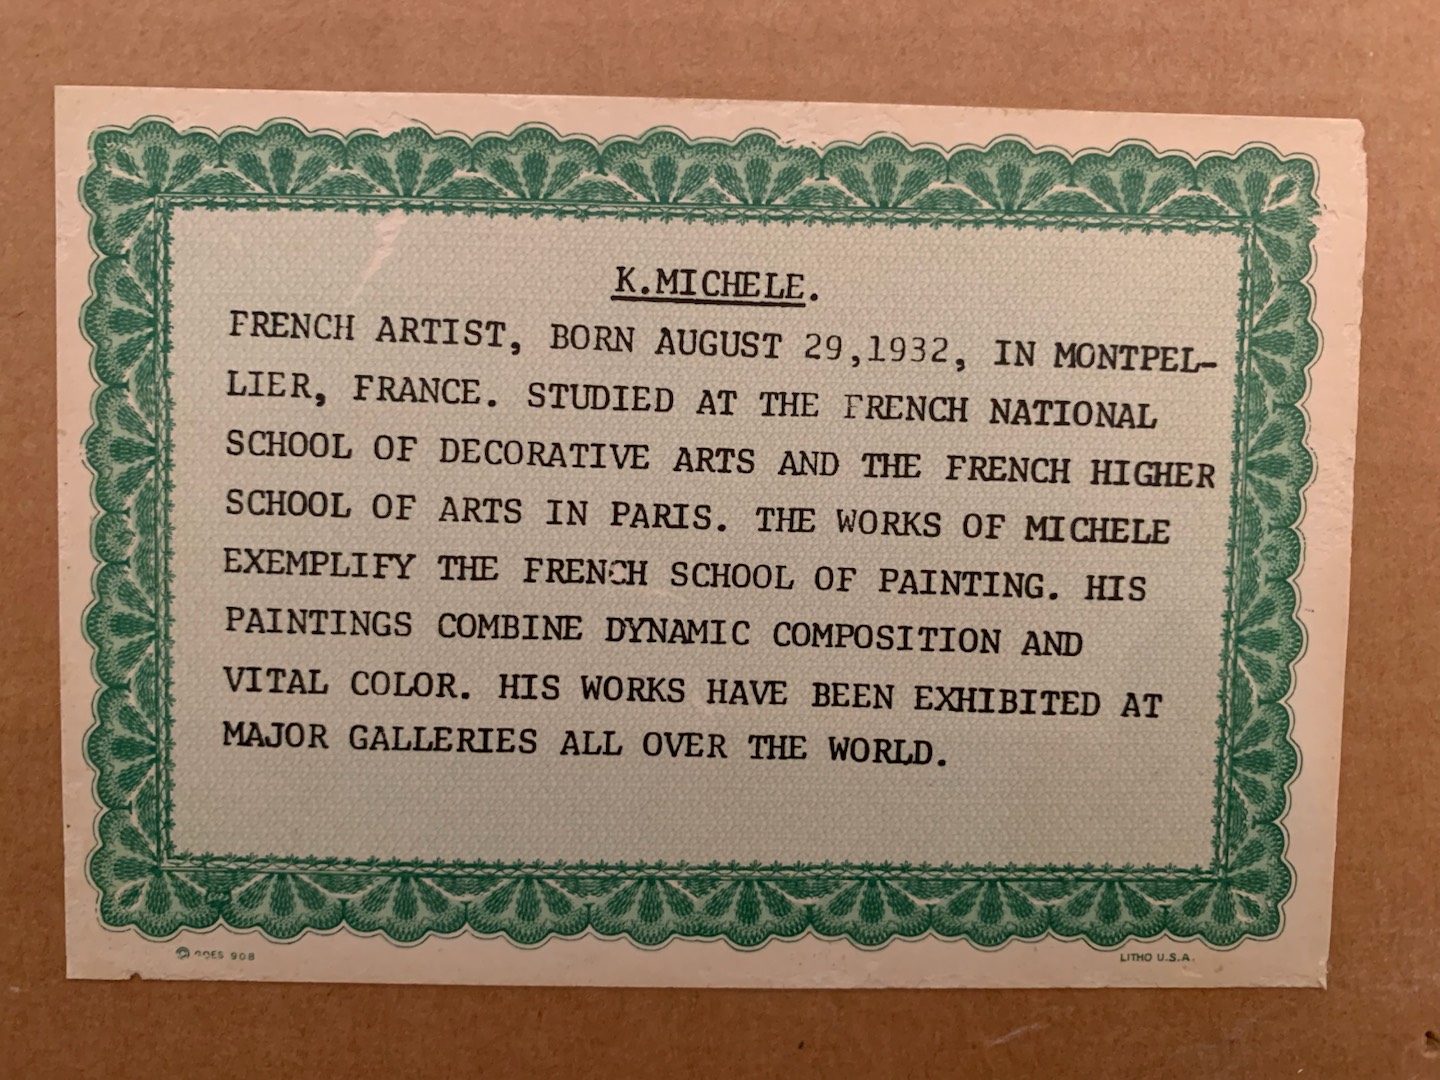 K.MICHELE.
FRENCH ARTIST, BORN AUGUST 29,1932, IN MONTPEL-
LIER, FRANCE. STUDIED AT THE FRENCH NATIONAL
SCHOOL OF DECORATIVE ARTS AND THE FRENCH HIGHER
SCHOOL OF ARTS IN PARIS. THE WORKS OF MICHELE
EXEMPLIFY THE FRENCH SCHOOL OF PAINTING. HIS
PAINTINGS COMBINE DYNAMIC COMPOSITION AND
VITAL COLOR. HIS WORKS HAVE BEEN EXHIBITED AT
MAJOR GALLERIES ALL OVER THE WORLD.
© GOES 908
LITHO U.S.A.